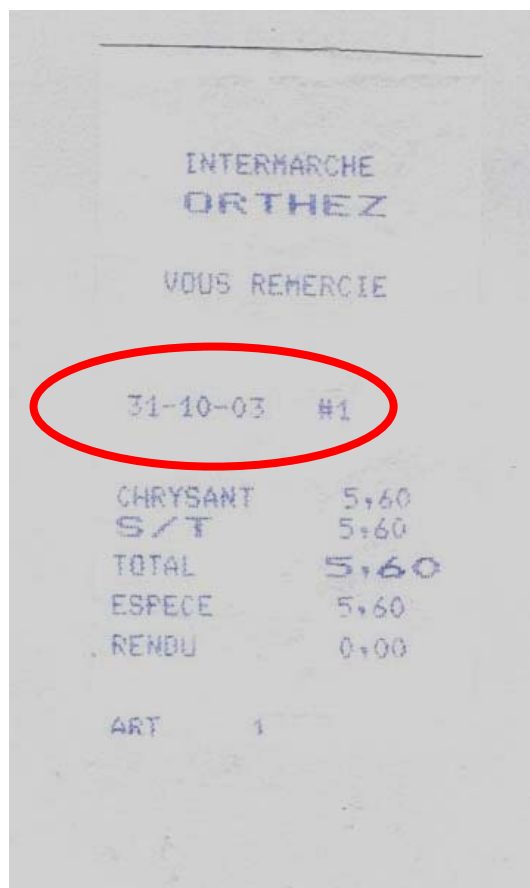 INTERMARCHE
ORTHEZ
VOUS REMERCIE
31-10-03 #1
CHRYSANT 5,60
S/T 5,60
TOTAL 5,60
ESPECE 5,60
RENDU 0,00
ART 1